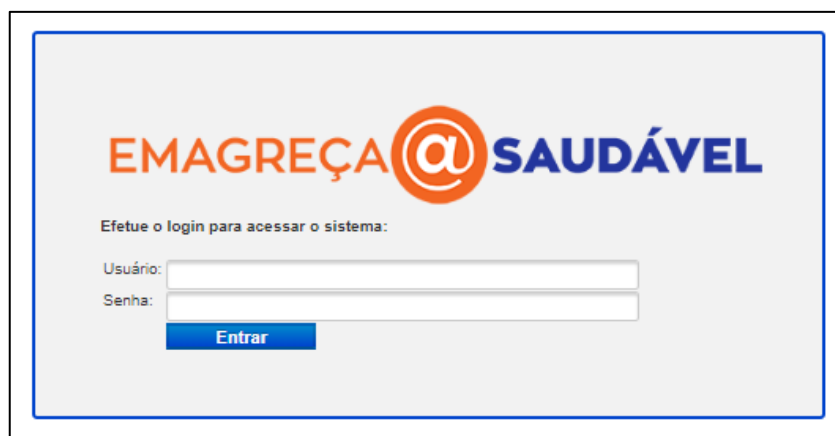 EMAGREÇA@SAUDÁVEL
Efetue o login para acessar o sistema:
Usuário:
Senha:
Entrar